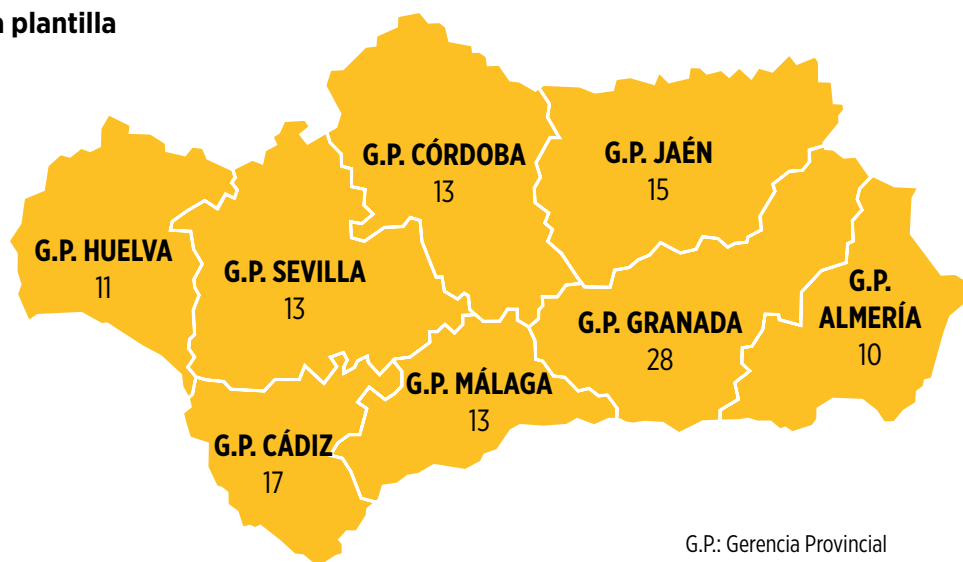 plantilla
G.P. CÓRDOBA
13
G.P. JAÉN
15
G.P. HUELVA
11
G.P. SEVILLA
13
G.P.
ALMERÍA
10
G.P. GRANADA
28
G.P. MÁLAGA
13
G.P. CÁDIZ
17
G.P.: Gerencia Provincial